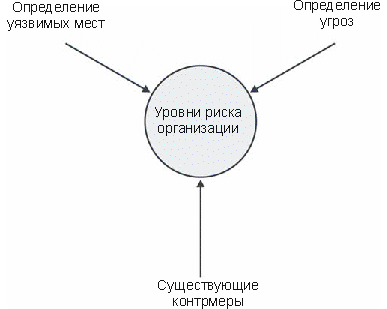 Определение
уязвимых мест
Определение
угроз
Уровни риска
организации
Существующие
контрмеры